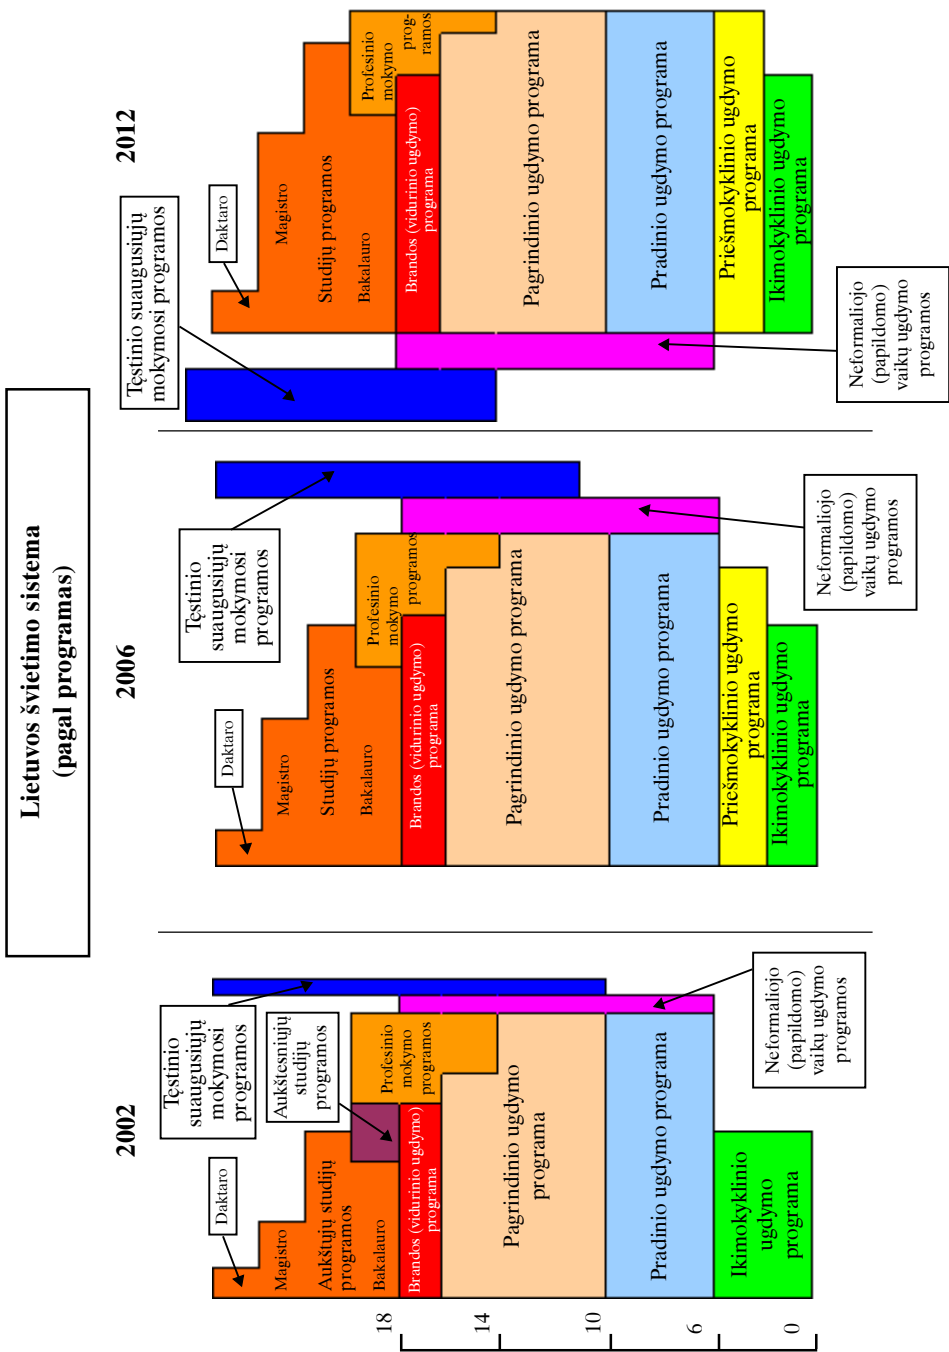 Lietuvos švietimo sistema
(pagal programas)
2002
Daktaro
Magistro
Aukštųjų studijų
programos
Bakalauro
Tęstinio
suaugusiųjų
mokymosi
programos
Aukštesniųjų
studijų
programos
Profesinio
mokymo
programos
Brandos (vidurinio ugdymo)
programa
Pagrindinio ugdymo
programa
Pradinio ugdymo programa
Ikimokyklinio
ugdymo
programa
Neformaliojo
(papildomo)
vaikų ugdymo
programos
18
14
10
6
0
2006
Daktaro
Magistro
Studijų programos
Bakalauro
Tęstinio
suaugusiųjų
mokymosi
programos
Profesinio
mokymo
programos
Brandos (vidurinio ugdymo)
programa
Pagrindinio ugdymo programa
Pradinio ugdymo programa
Priešmokyklinio ugdymo
programa
Ikimokyklinio ugdymo
programa
Neformaliojo
(papildomo)
vaikų ugdymo
programos
2012
Tęstinio suaugusiųjų
mokymosi programos
Daktaro
Magistro
Studijų programos
Bakalauro
Profesinio
mokymo
prog-
ramos
Brandos (vidurinio ugdymo)
programa
Pagrindinio ugdymo programa
Pradinio ugdymo programa
Priešmokyklinio ugdymo
programa
Ikimokyklinio ugdymo
programa
Neformaliojo
(papildomo)
vaikų ugdymo
programos